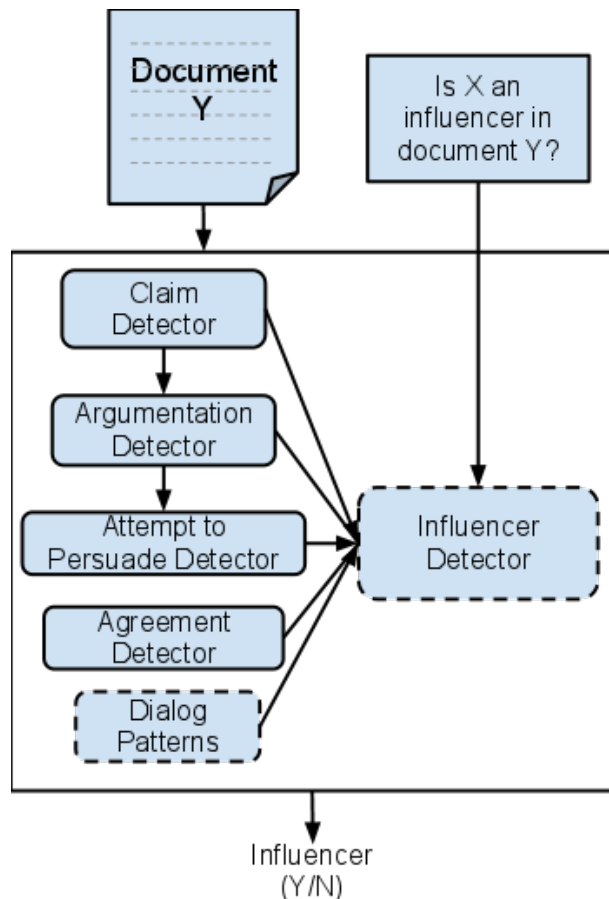 Document
Y
Is X an
influencer in
document Y?
Claim
Detector
Argumentation
Detector
Attempt to
Persuade Detector
Agreement
Detector
Dialog
Patterns
Influencer
Detector
Influencer
(Y/N)